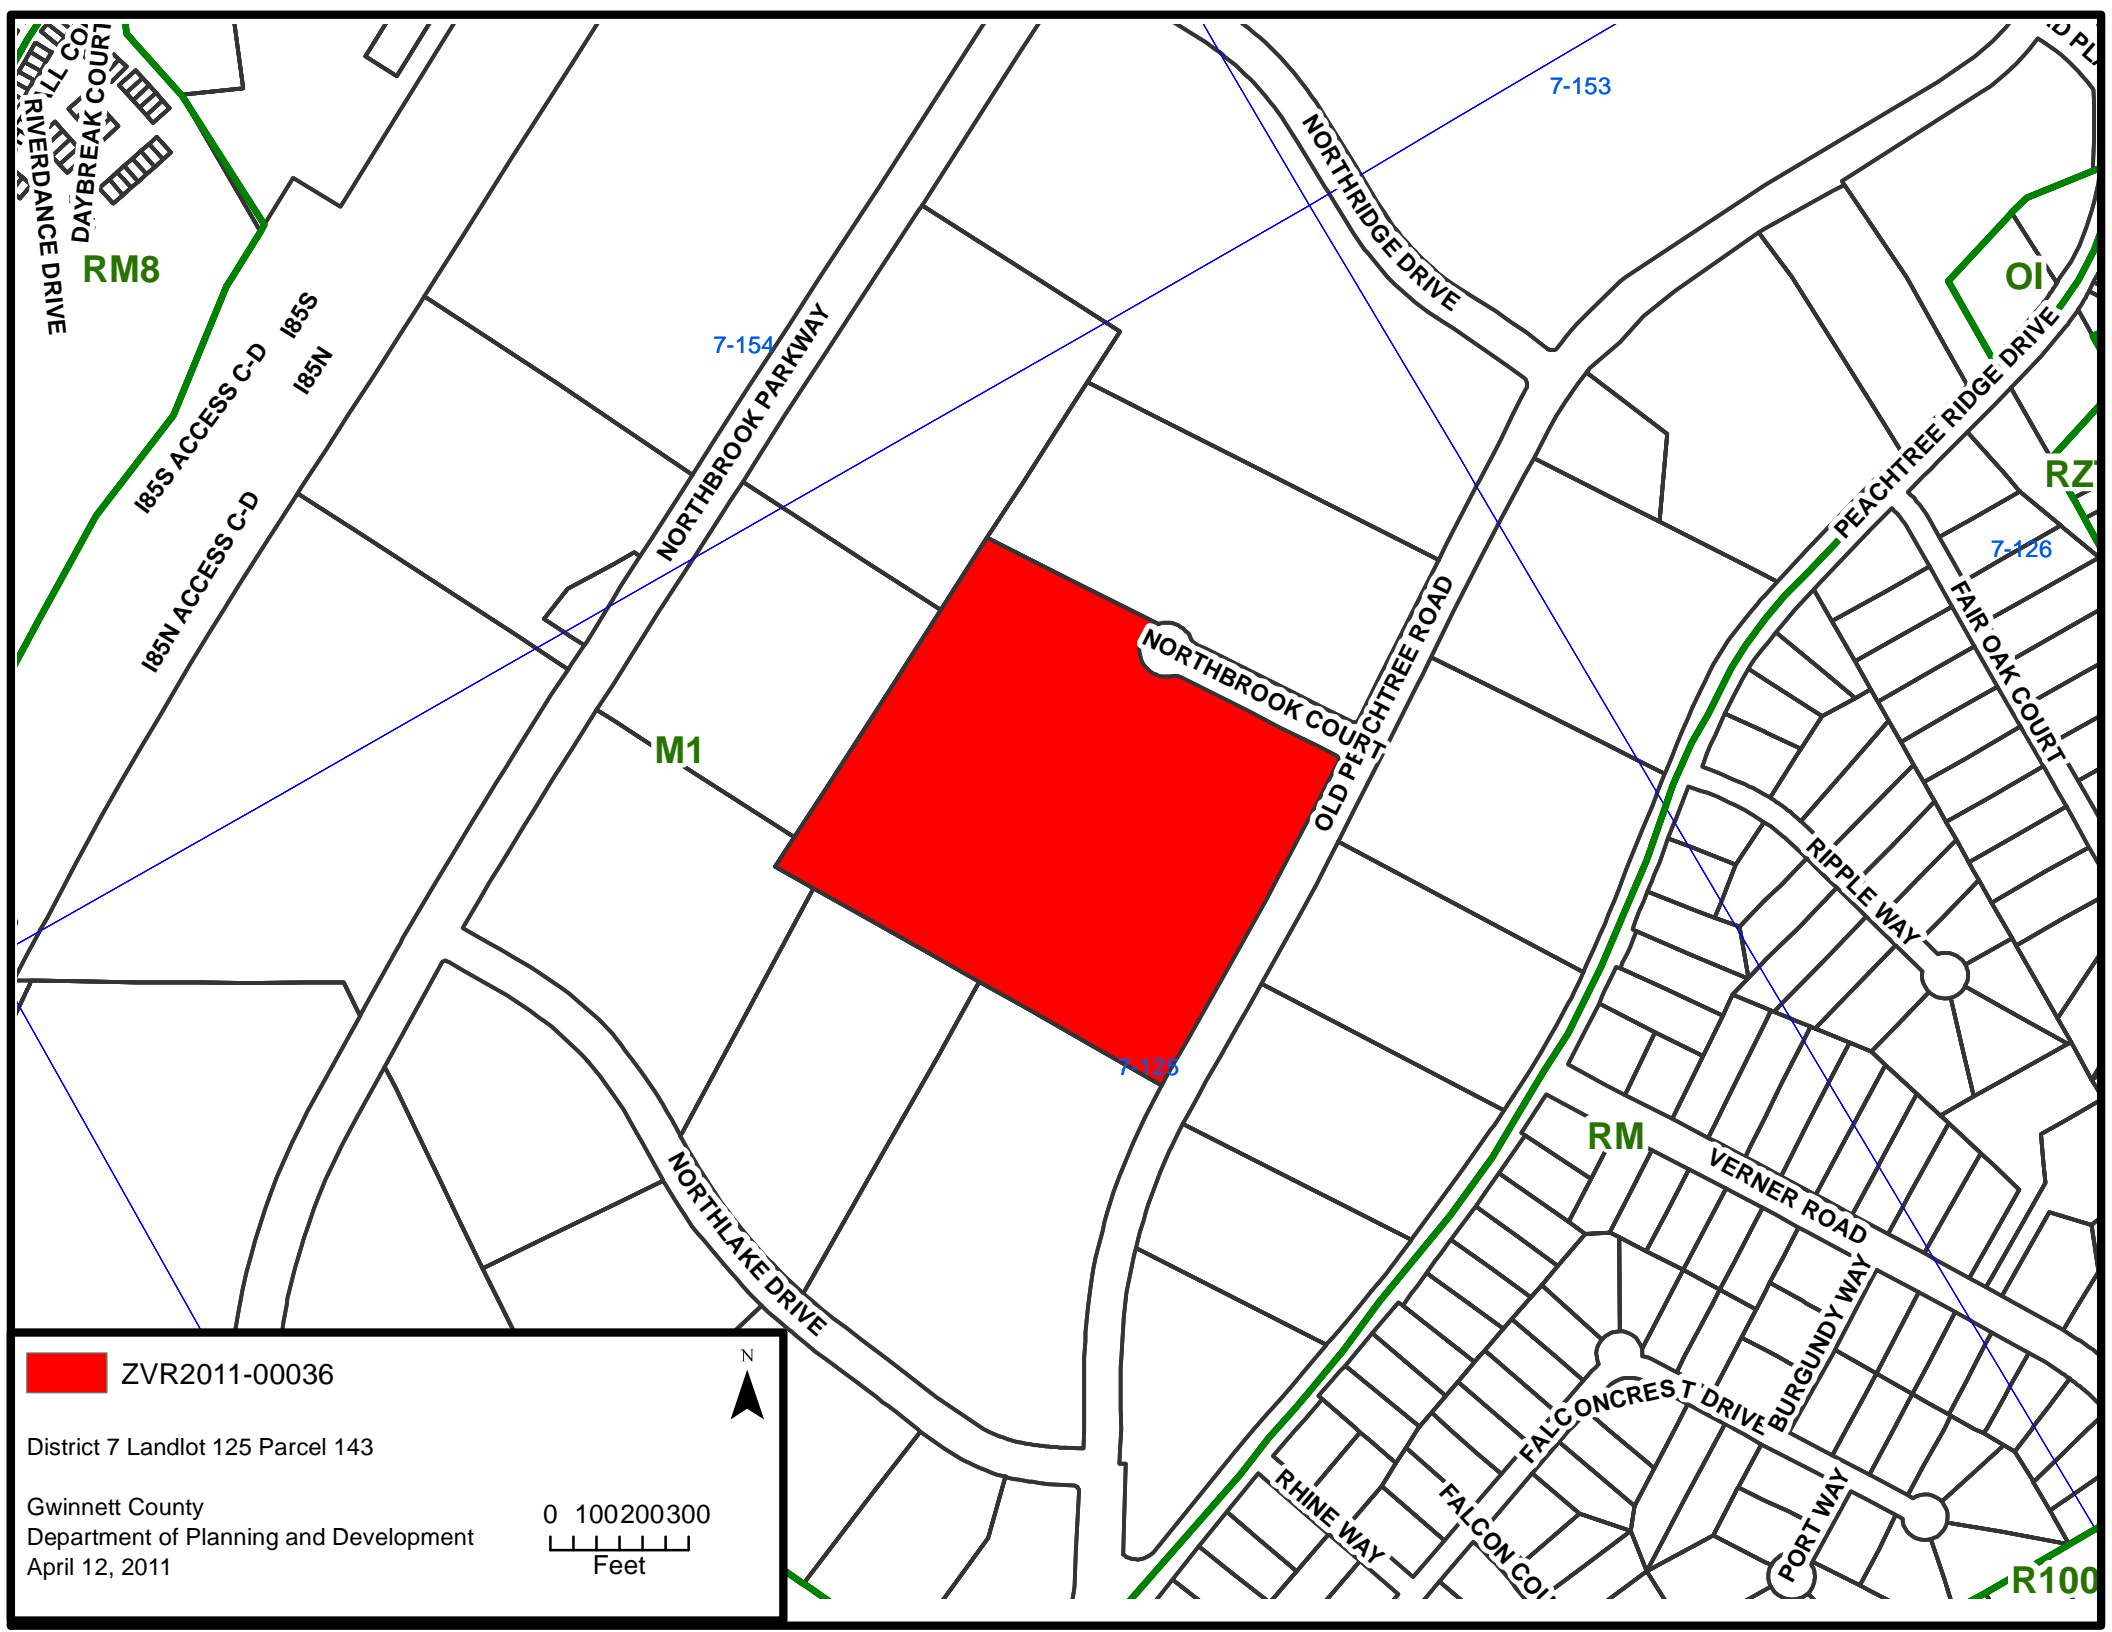 7-153
NORTHRIDGE DRIVE
DAYBREAK COURT
RIVERDANCE DRIVE
RM8
OI
I85S
I85S ACCESS C-D
I85N
I85N ACCESS C-D
7-154
NORTHBROOK PARKWAY
PEACHTREE RIDGE DRIVE
RZT
7-126
FAIR OAK COURT
NORTHBROOK COURT
OLD PEACHTREE ROAD
M1
RIPPLE WAY
7-125
RM
VERNER ROAD
NORTHLAKE DRIVE
BURGUNDY WAY
FALCONCREST DRIVE
RHINE WAY
FALCON COU
PORT WAY
R100
ZVR2011-00036
N
District 7 Landlot 125 Parcel 143
Gwinnett County
Department of Planning and Development
April 12, 2011
0 100 200 300
Feet